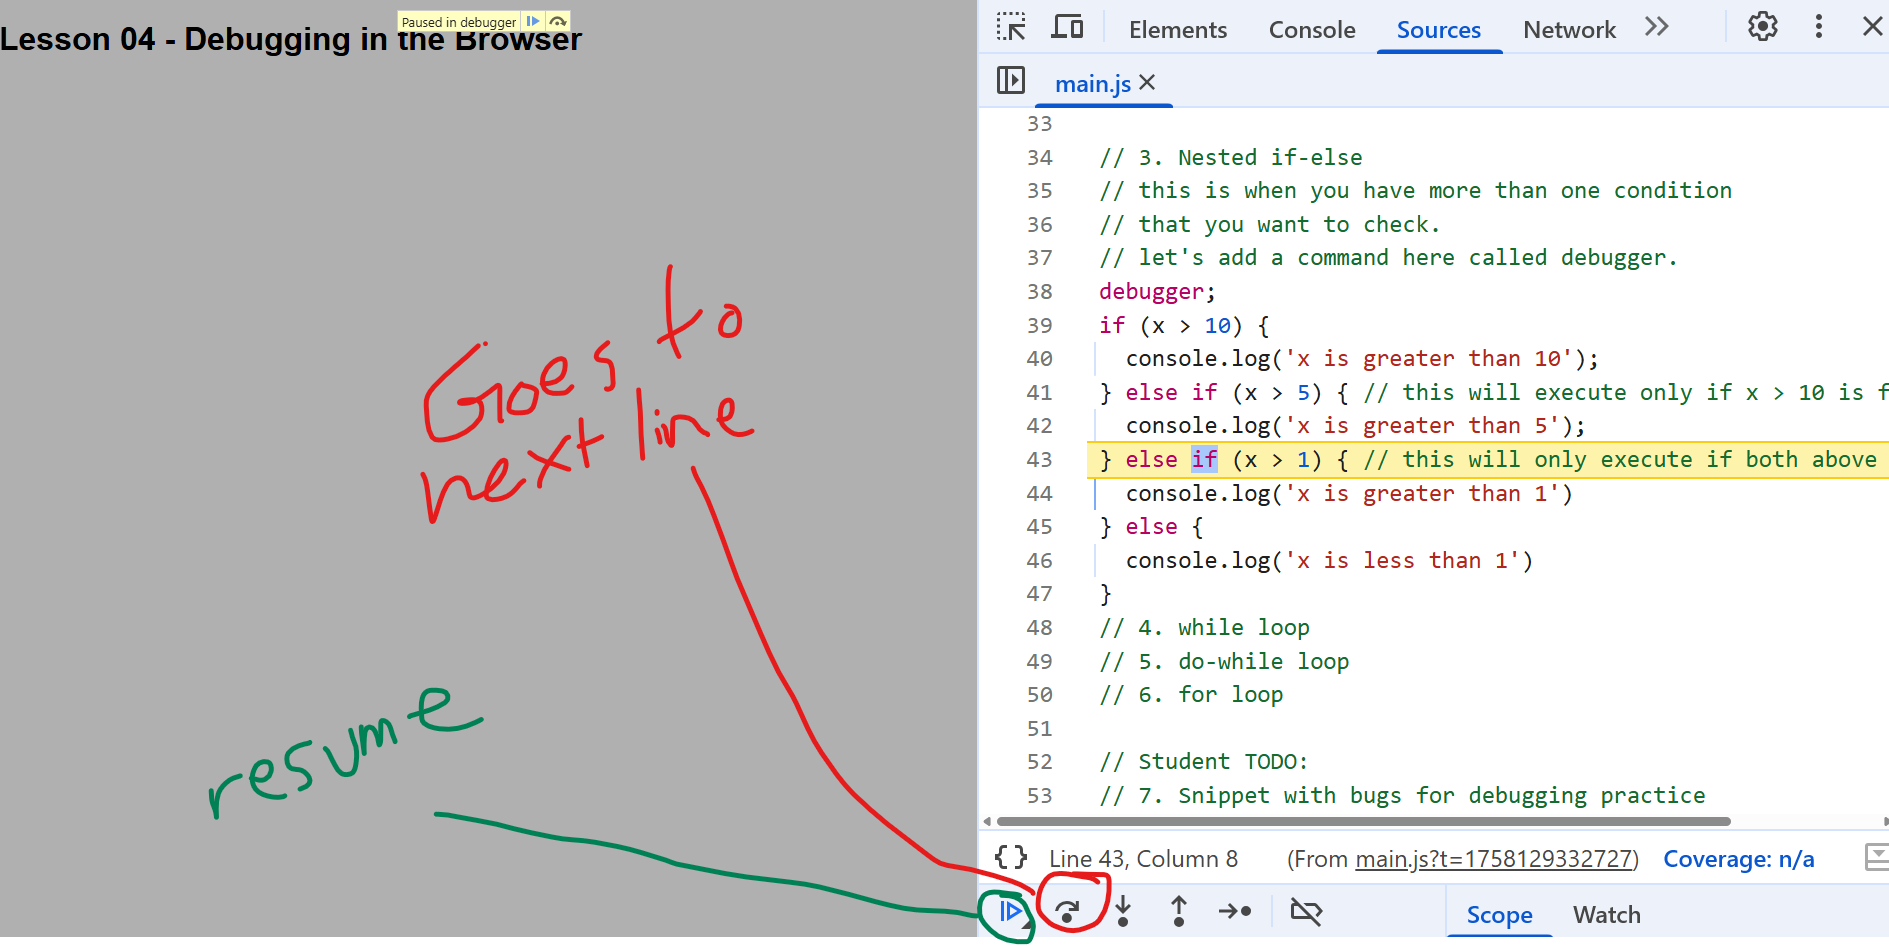 Paused in debugger
Lesson 04 - Debugging in the Browser
Goes to
next line
resume
Elements Console Sources Network
main.js
33
34 // 3. Nested if-else
35 // this is when you have more than one condition
36 // that you want to check.
37 // let's add a command here called debugger.
38 debugger;
39 if (x > 10) {
40 console.log('x is greater than 10');
41 } else if (x > 5) { // this will execute only if x > 10 is f
42 console.log('x is greater than 5');
43 } else if (x > 1) { // this will only execute if both above
44 console.log('x is greater than 1')
45 } else {
46 console.log('x is less than 1')
47 }
48 // 4. while loop
49 // 5. do-while loop
50 // 6. for loop
51
52 // Student TODO:
53 // 7. Snippet with bugs for debugging practice
{} Line 43, Column 8 (From main.js?t=1758129332727) Coverage: n/a
Scope Watch